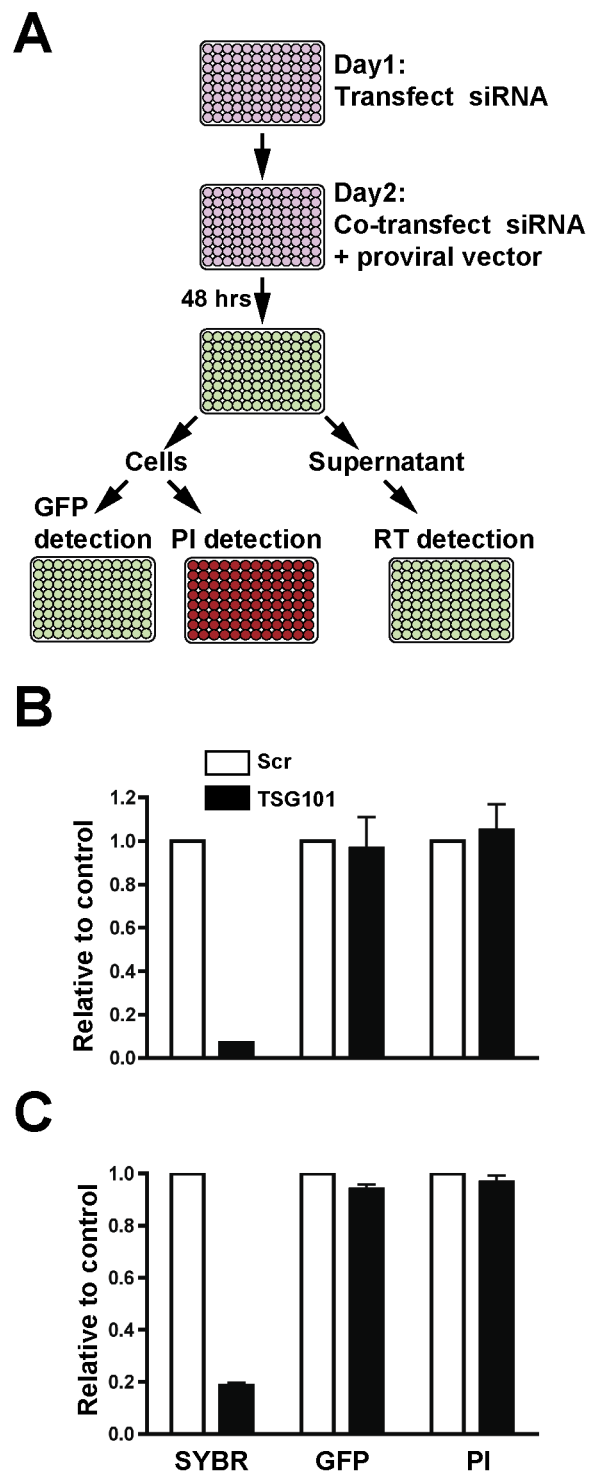 A
Day1:
Transfect siRNA
Day2:
Co-transfect siRNA
+ proviral vector
48 hrs
Cells
Supernatant
GFP
detection
PI detection
RT detection
B
Scr
TSG101
Relative to control
1.2
1.0
0.8
0.6
0.4
0.2
0.0
C
Relative to control
1.0
0.8
0.6
0.4
0.2
0.0
SYBR
GFP
PI